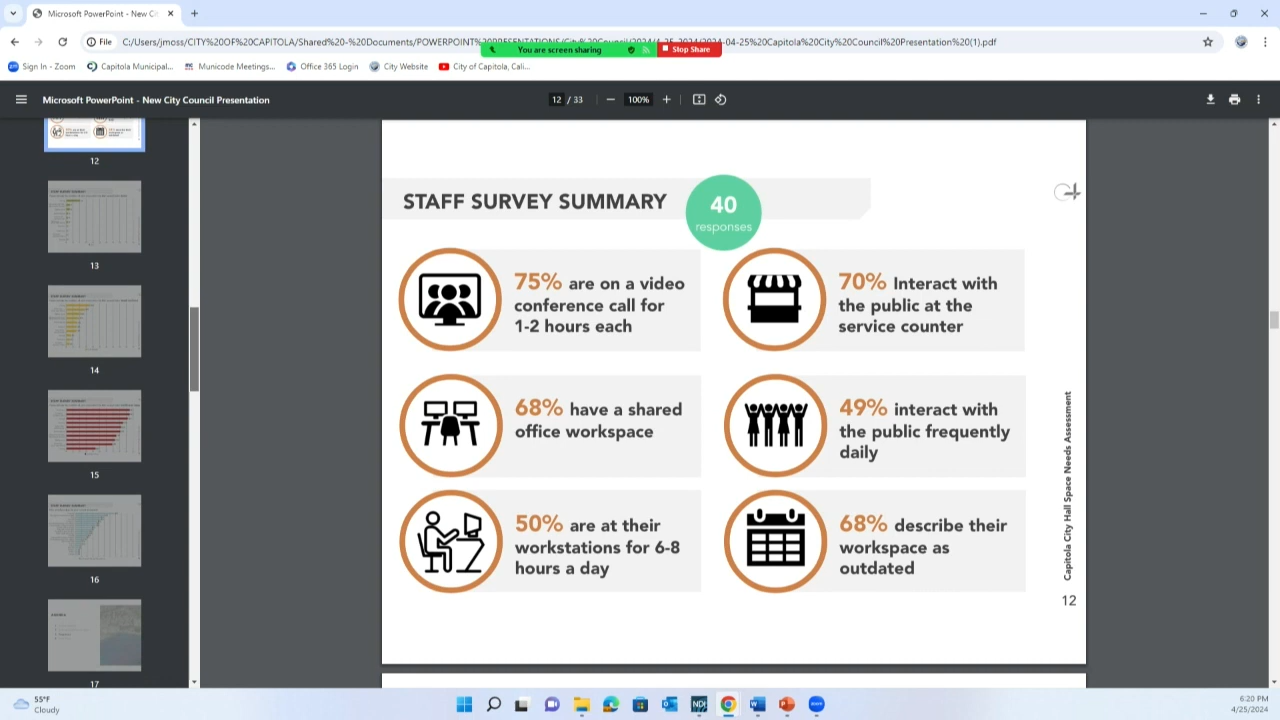 Microsoft PowerPoint - New Cit
File
C:/Users/jmoss/CITY%20OF%20CAPITOLA/Shared%20-%20Documents/POWERPOINT%20PRESENTATIONS/City%20Council/2024/4-25-2024/2024-04-25%20Capitola%20City%20Council%20Presentation%20(1).pdf
You are screen sharing
Stop Share
Sign In - Zoom
Capitola Municipal...
Municode Meetings...
Office 365 Login
City Website
City of Capitola, Cali...
Microsoft PowerPoint - New City Council Presentation
12 / 33
100%
12
13
14
15
16
17
STAFF SURVEY SUMMARY
40
responses
75% are on a video
conference call for
1-2 hours each
70% Interact with
the public at the
service counter
68% have a shared
office workspace
49% interact with
the public frequently
daily
50% are at their
workstations for 6-8
hours a day
68% describe their
workspace as
outdated
Capitola City Hall Space Needs Assessment
12
55°F
Cloudy
6:20 PM
4/25/2024